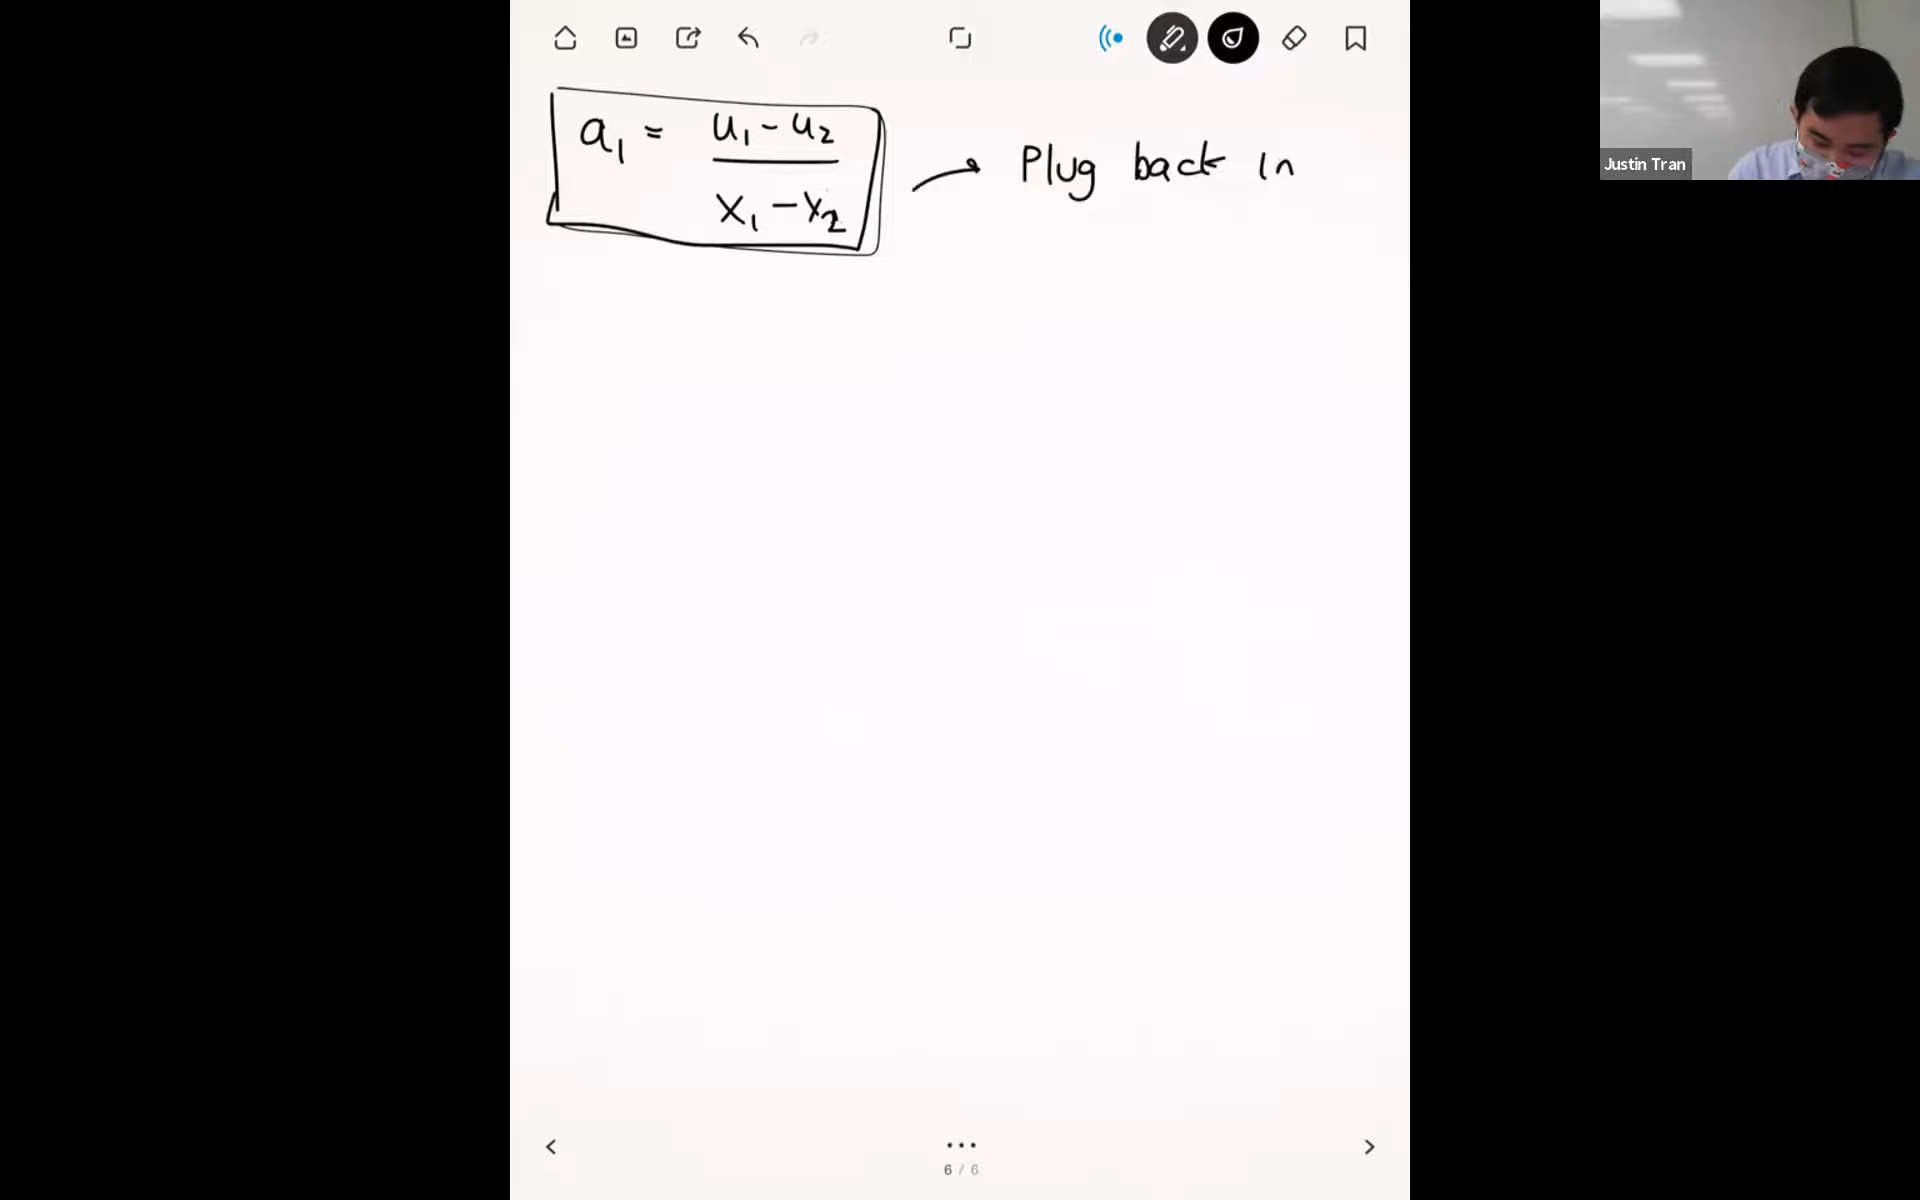 a₁ = u₁ - u₂ / x₁ - x₂
Plug back in
Justin Tran
6 / 6